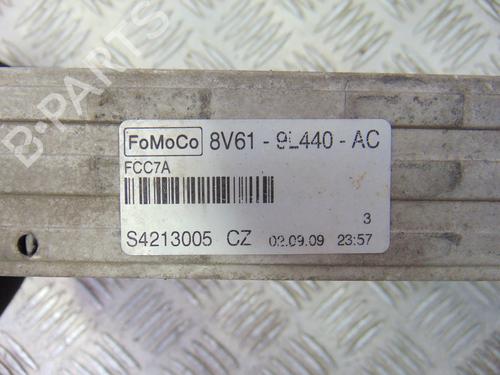 B-PARTS
FoMoCo 8V61 - 9L440 - AC
FCC7A
3
S4213005 CZ 02.09.09 23:57